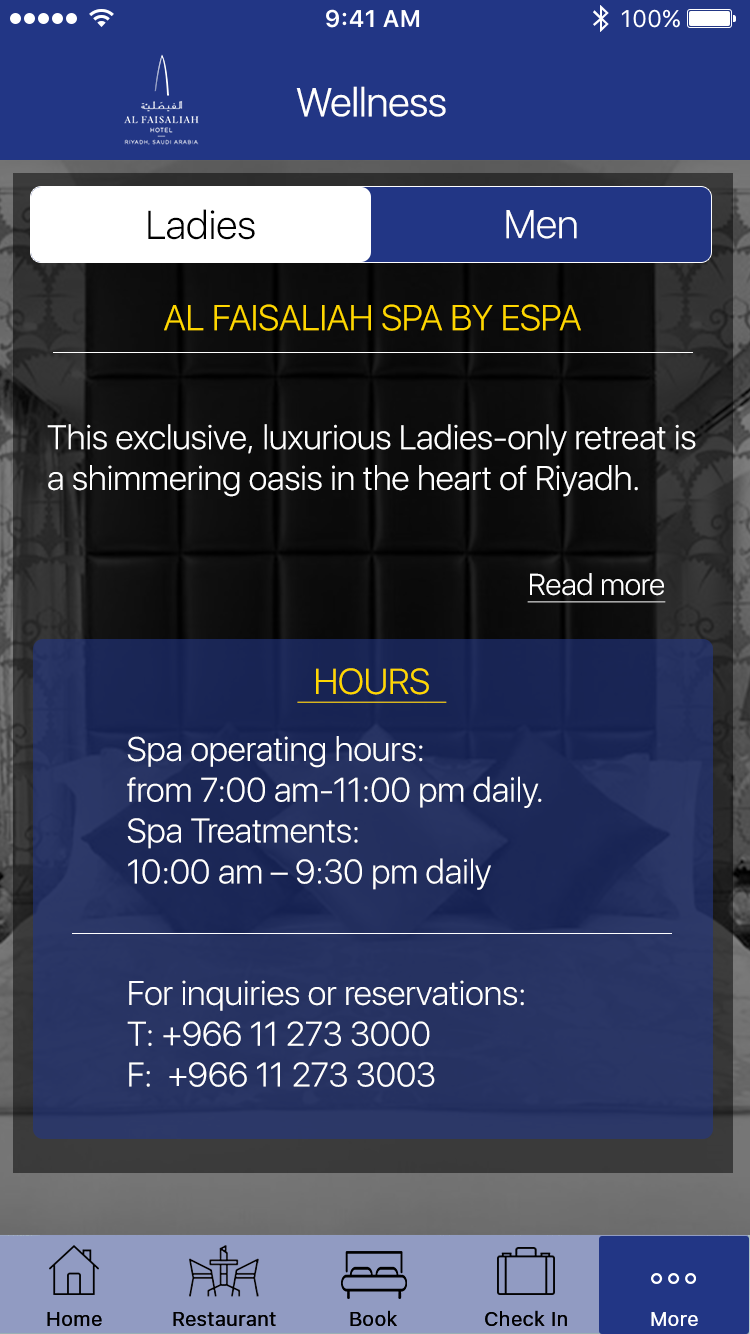 9:41 AM
100%
الفيصلية
AL FAISALIAH
HOTEL
RIYADH, SAUDI ARABIA
Wellness
Ladies
Men
AL FAISALIAH SPA BY ESPA
This exclusive, luxurious Ladies-only retreat is
a shimmering oasis in the heart of Riyadh.
Read more
HOURS
Spa operating hours:
from 7:00 am-11:00 pm daily.
Spa Treatments:
10:00 am – 9:30 pm daily
For inquiries or reservations:
T: +966 11 273 3000
F:  +966 11 273 3003
Home
Restaurant
Book
Check In
More